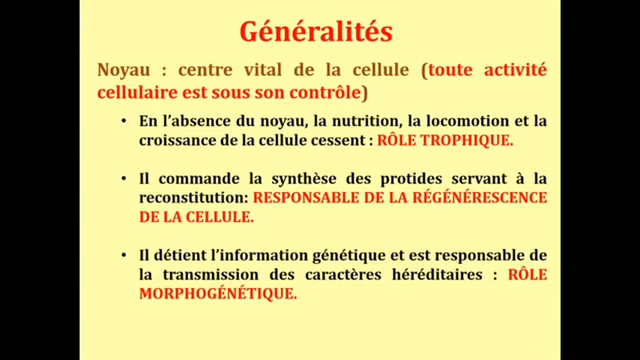 Généralités
Noyau : centre vital de la cellule (toute activité
cellulaire est sous son contrôle)
• En l’absence du noyau, la nutrition, la locomotion et la
croissance de la cellule cessent : RÔLE TROPHIQUE.
• Il commande la synthèse des protides servant à la
reconstitution: RESPONSABLE DE LA RÉGÉNÉRESCENCE
DE LA CELLULE.
• Il détient l’information génétique et est responsable de
la transmission des caractères héréditaires : RÔLE
MORPHOGÉNÉTIQUE.